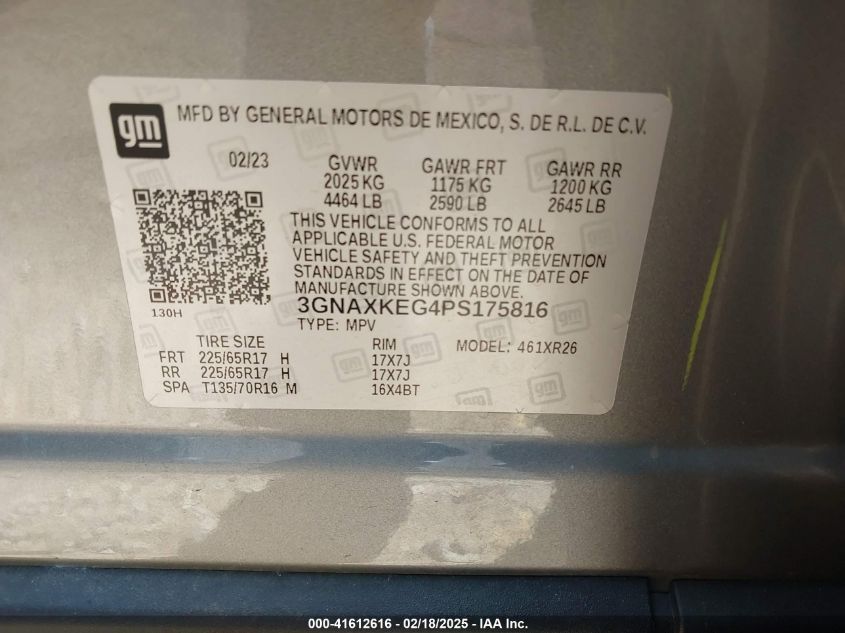 gm
MFD BY GENERAL MOTORS DE MEXICO, S. DE R.L. DE C.V.
02/23 GVWR GAWR FRT GAWR RR
2025 KG 1175 KG 1200 KG
4464 LB 2590 LB 2645 LB
THIS VEHICLE CONFORMS TO ALL
APPLICABLE U.S. FEDERAL MOTOR
VEHICLE SAFETY AND THEFT PREVENTION
STANDARDS IN EFFECT ON THE DATE OF
MANUFACTURE SHOWN ABOVE.
130H
3GNAXKEG4PS175816
TYPE: MPV
TIRE SIZE RIM MODEL: 461XR26
FRT 225/65R17 H 17X7J
RR 225/65R17 H 17X7J
SPA T135/70R16 M 16X4BT
000-41612616 - 02/18/2025 - IAA Inc.